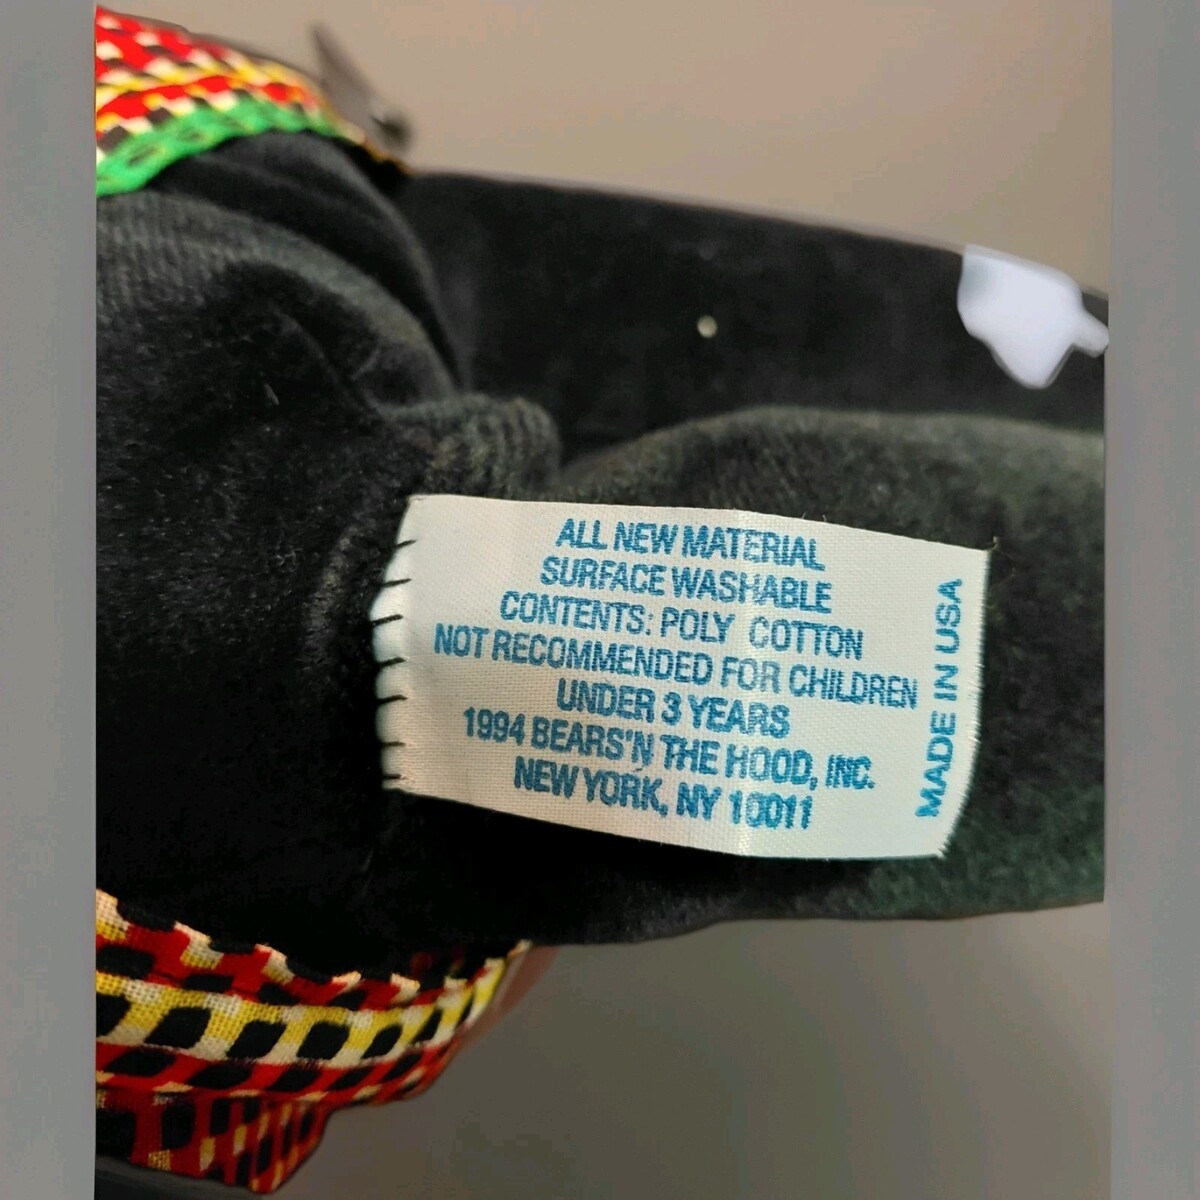 ALL NEW MATERIAL
SURFACE WASHABLE
CONTENTS: POLY COTTON
NOT RECOMMENDED FOR CHILDREN
UNDER 3 YEARS
1994 BEARS'N THE HOOD, INC.
NEW YORK, NY 10011
MADE IN USA